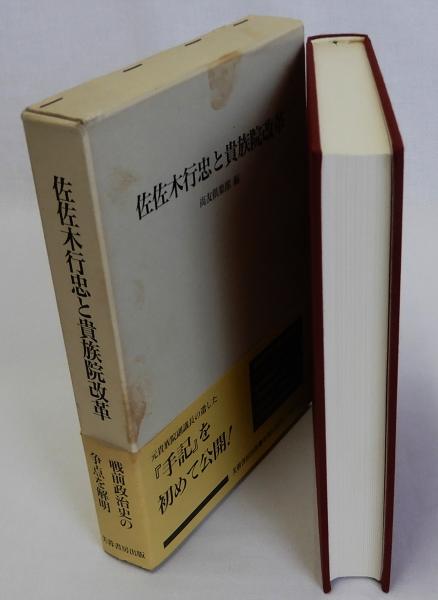 佐佐木行忠と貴族院改革
戦前政治史の
争点を解明
芙蓉書房出版
佐佐木行忠と貴族院改革
尚友倶楽部 編
元貴族院副議長の遺した
『手記』を
初めて公開!